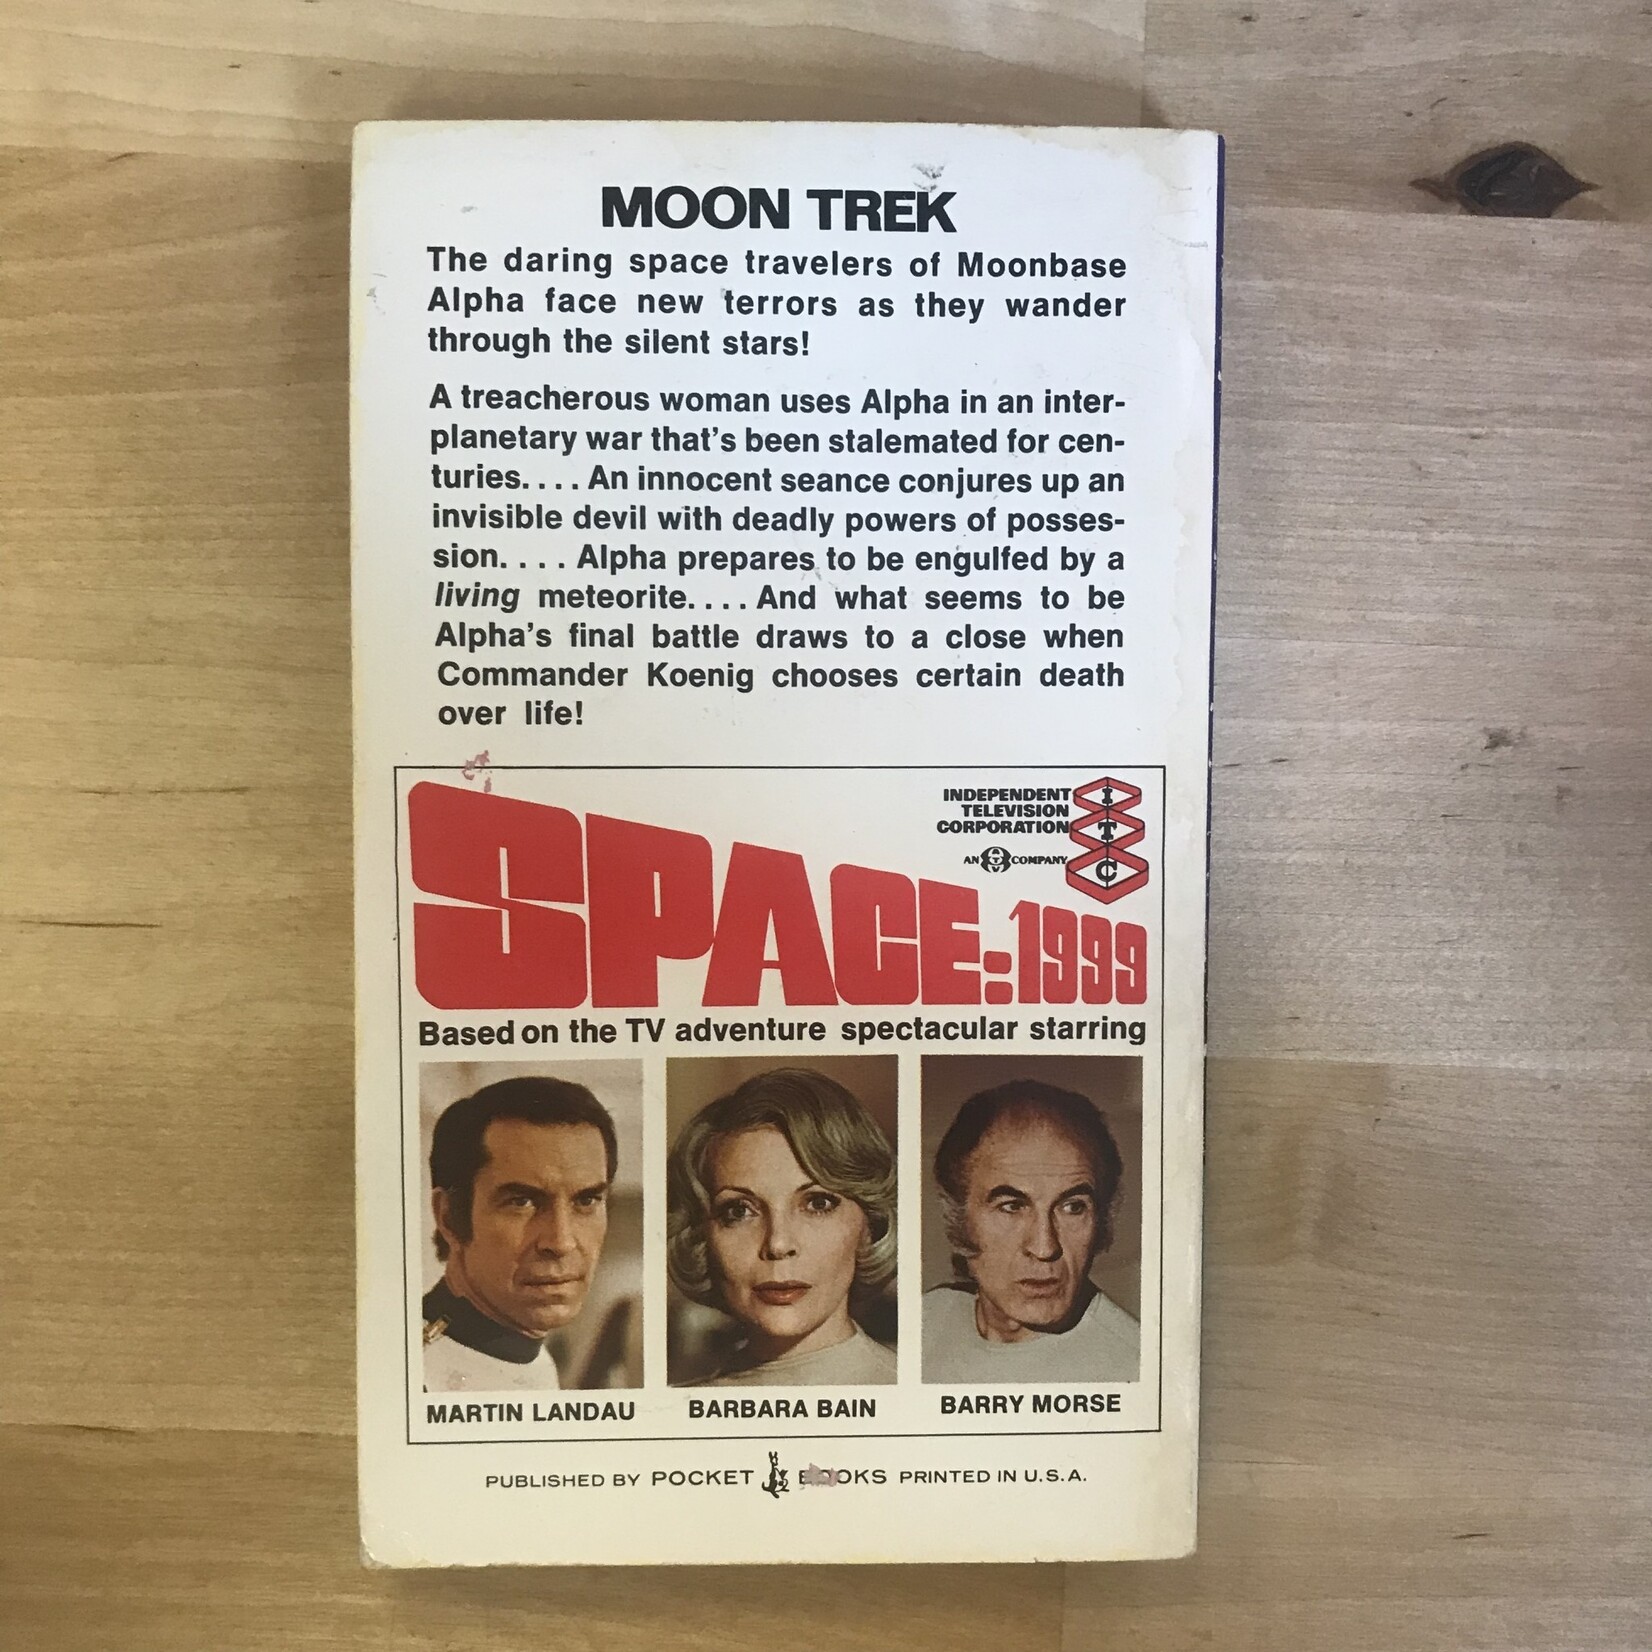 MOON TREK
The daring space travelers of Moonbase
Alpha face new terrors as they wander
through the silent stars!
A treacherous woman uses Alpha in an inter-
planetary war that's been stalemated for cen-
turies.... An innocent seance conjures up an
invisible devil with deadly powers of posses-
sion.... Alpha prepares to be engulfed by a
living meteorite.... And what seems to be
Alpha's final battle draws to a close when
Commander Koenig chooses certain death
over life!
INDEPENDENT
TELEVISION
CORPORATION
AN ATV COMPANY
I
T
C
SPACE:1999
Based on the TV adventure spectacular starring
MARTIN LANDAU BARBARA BAIN BARRY MORSE
PUBLISHED BY POCKET BOOKS PRINTED IN U.S.A.